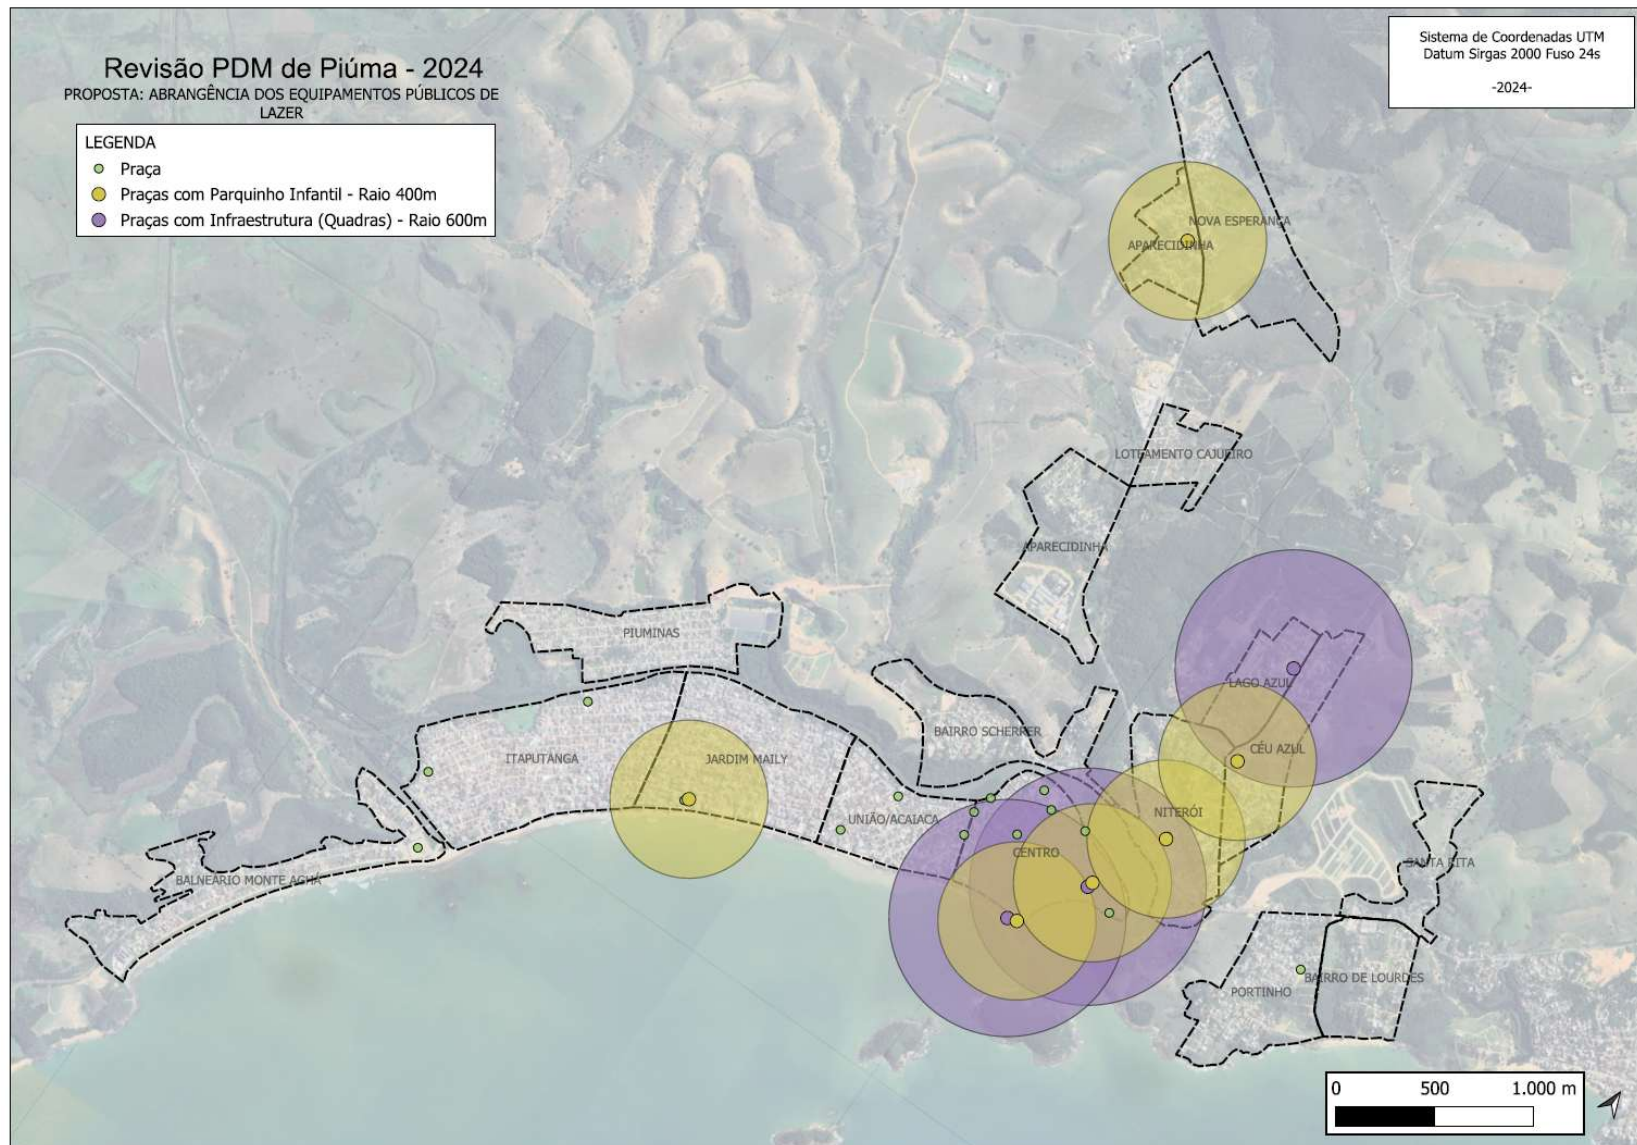 Revisão PDM de Piúma - 2024
PROPOSTA: ABRANGÊNCIA DOS EQUIPAMENTOS PÚBLICOS DE
LAZER
LEGENDA
Praça
Praças com Parquinho Infantil - Raio 400m
Praças com Infraestrutura (Quadras) - Raio 600m
Sistema de Coordenadas UTM
Datum Sirgas 2000 Fuso 24s
-2024-
NOVA ESPERANÇA
APARECIDINHA
LOTEAMENTO CAJUEIRO
APARECIDINHA
PIUMINAS
LAGO AZUL
BAIRRO SCHERRER
CÉU AZUL
ITAPUTANGA
JARDIM MAILY
NITERÓI
UNIÃO/ACAIACA
CENTRO
SANTA RITA
BALNEÁRIO MONTE AGHÁ
BAIRRO DE LOURDES
PORTINHO
0 500 1.000 m